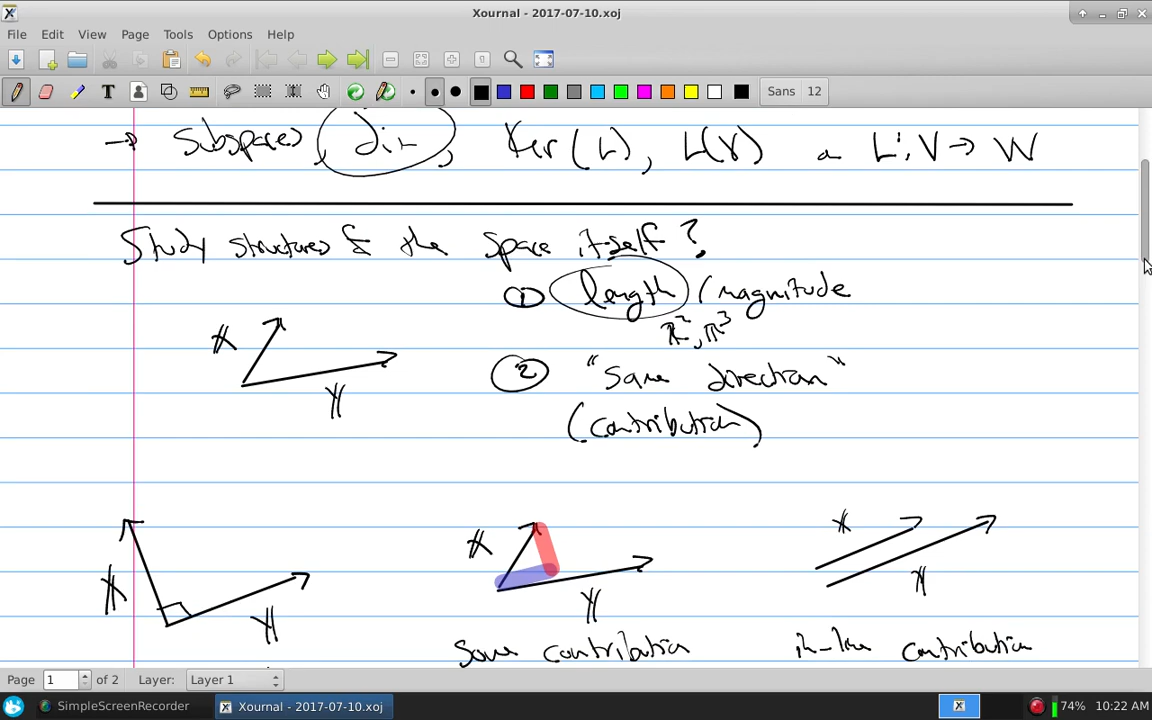 Xournal - 2017-07-10.xoj
File Edit View Page Tools Options Help
Sans 12
→ Subspaces, dim, Ker(L), L(V) L: V → W
Study structures of the space itself?
① length / magnitude
ℝ², ℝ³
X
Y
② "Same direction"
(contribution)
X
Y
X
Y
X
Y
some contribution
in-line contribution
Page 1 of 2 Layer: Layer 1
SimpleScreenRecorder Xournal - 2017-07-10.xoj 74% 10:22 AM